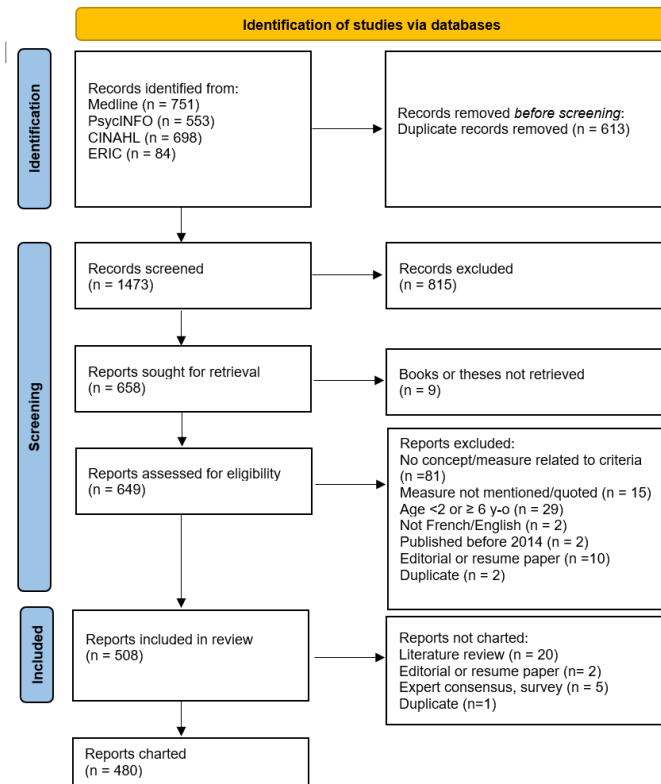 Identification of studies via databases
Identification
Records identified from:
Medline (n = 751)
PsycINFO (n = 553)
CINAHL (n = 698)
ERIC (n = 84)
Records removed before screening:
Duplicate records removed (n = 613)
Screening
Records screened
(n = 1473)
Records excluded
(n = 815)
Reports sought for retrieval
(n = 658)
Books or theses not retrieved
(n = 9)
Reports assessed for eligibility
(n = 649)
Reports excluded:
No concept/measure related to criteria
(n =81)
Measure not mentioned/quoted (n = 15)
Age <2 or ≥ 6 y-o (n = 29)
Not French/English (n = 2)
Published before 2014 (n = 2)
Editorial or resume paper (n =10)
Duplicate (n = 2)
Included
Reports included in review
(n = 508)
Reports not charted:
Literature review (n = 20)
Editorial or resume paper (n= 2)
Expert consensus, survey (n = 5)
Duplicate (n=1)
Reports charted
(n = 480)